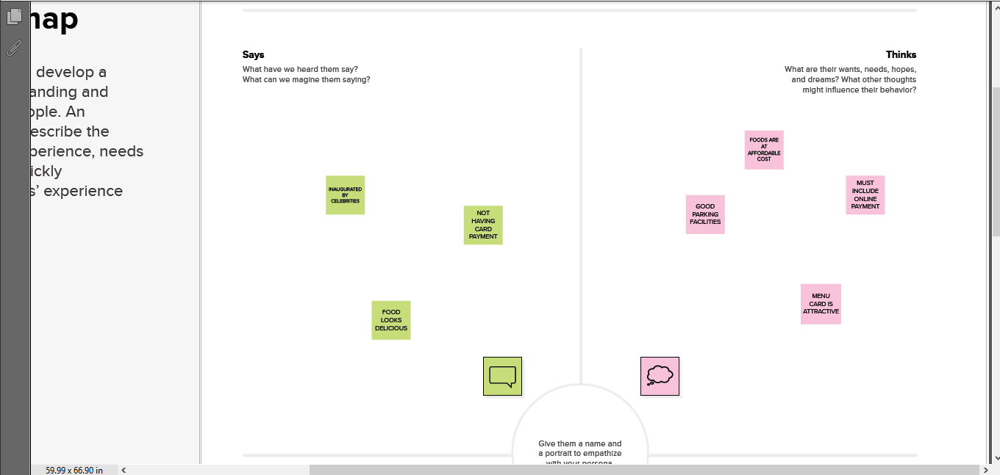 map
develop a
anding and
ople. An
escribe the
perience, needs
ickly
s' experience
Says
What have we heard them say?
What can we magine them saying?
Thinks
What are their wants, needs, hopes,
and dreams? What other thoughts
might influence their behavior?
INAUGURATED
BY
CELEBRITIES
NOT
HAVING
CARD
PAYMENT
FOOD
LOOKS
DELICIOUS
FOODS ARE
AT
AFFORDABLE
COST
GOOD
PARKING
FACILITIES
MUST
INCLUDE
ONLINE
PAYMENT
MENU
CARD IS
ATTRACTIVE
Give them a name and
a portrait to empathize
with your persona
59.99 x 66.90 in